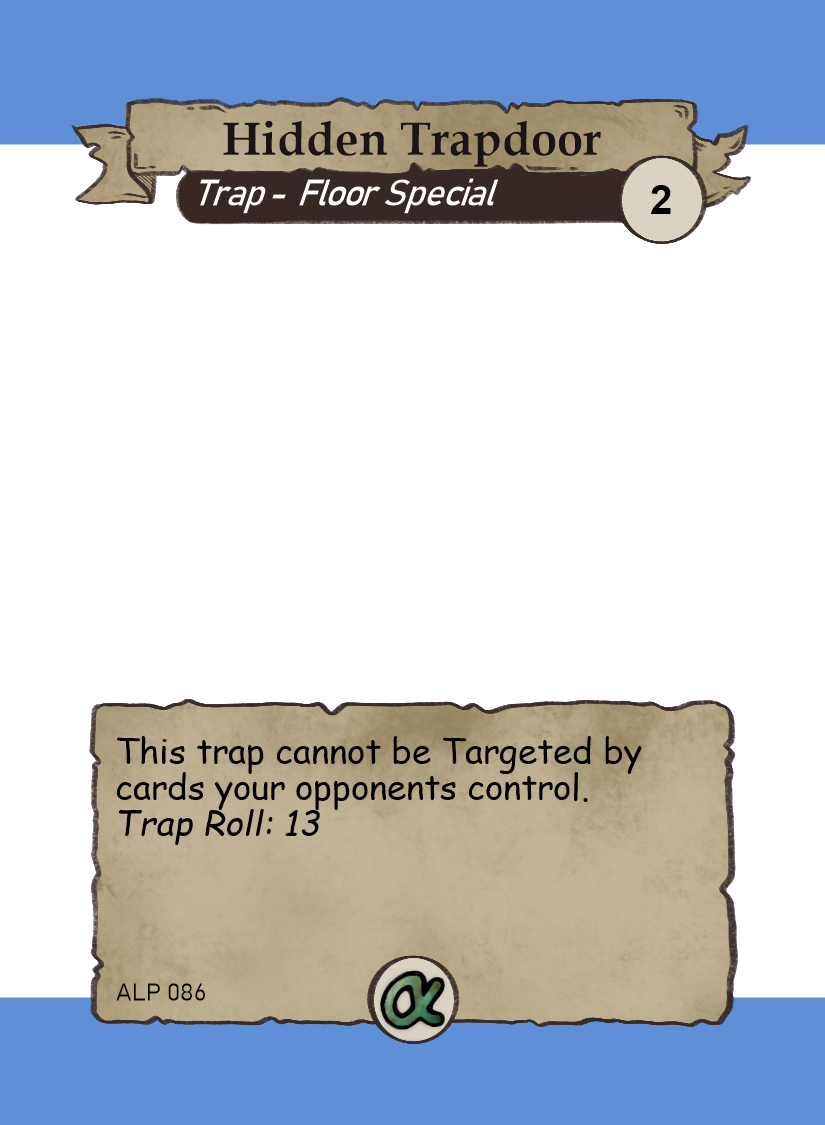 Hidden Trapdoor
Trap - Floor Special
2
This trap cannot be Targeted by
cards your opponents control.
Trap Roll: 13
ALP 086
α